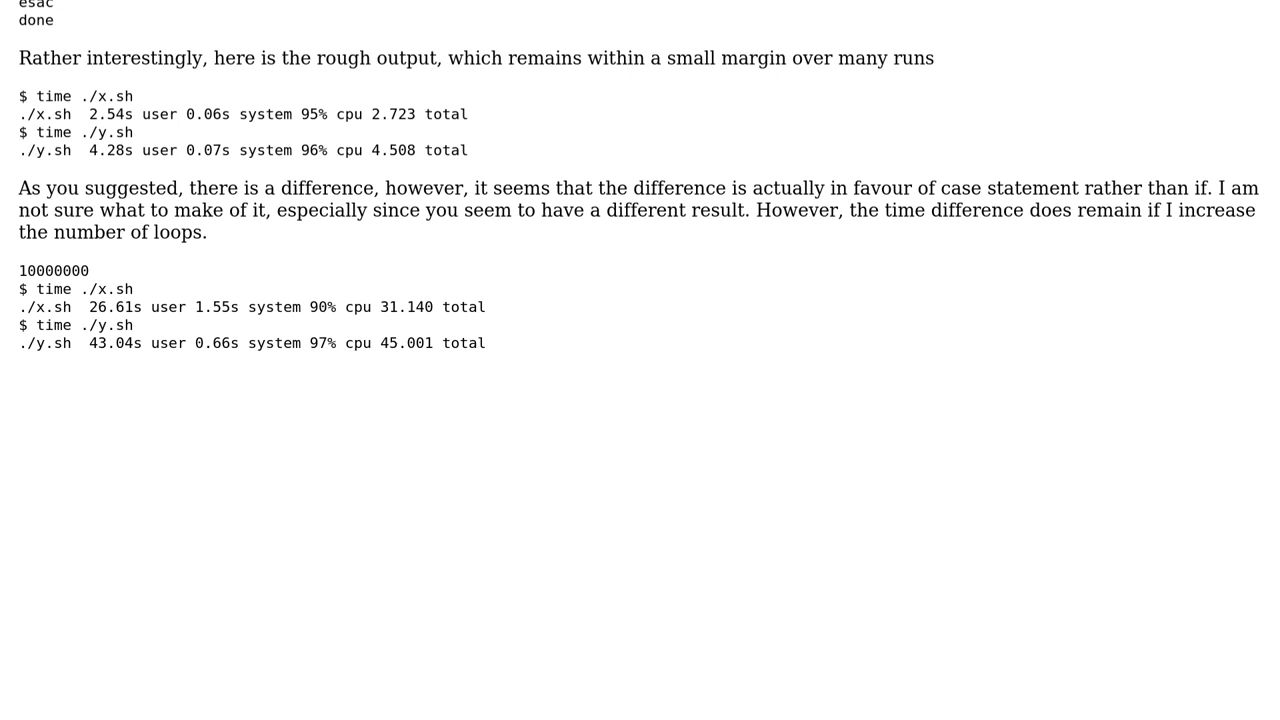 esac
done
Rather interestingly, here is the rough output, which remains within a small margin over many runs
$ time ./x.sh
./x.sh  2.54s user 0.06s system 95% cpu 2.723 total
$ time ./y.sh
./y.sh  4.28s user 0.07s system 96% cpu 4.508 total
As you suggested, there is a difference, however, it seems that the difference is actually in favour of case statement rather than if. I am
not sure what to make of it, especially since you seem to have a different result. However, the time difference does remain if I increase
the number of loops.
10000000
$ time ./x.sh
./x.sh  26.61s user 1.55s system 90% cpu 31.140 total
$ time ./y.sh
./y.sh  43.04s user 0.66s system 97% cpu 45.001 total